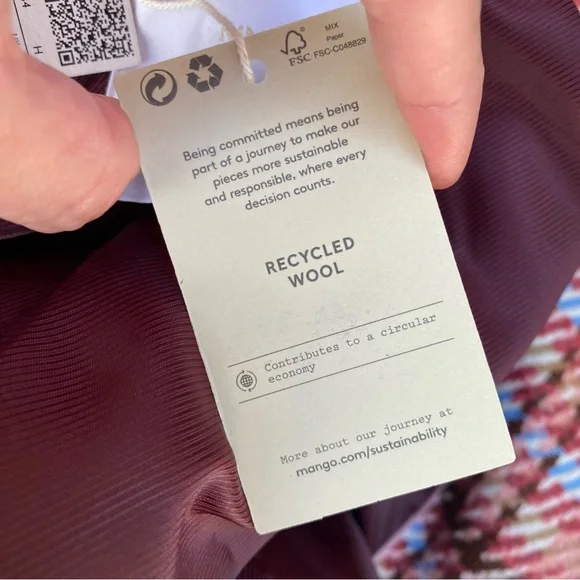 H
MIX
Paper
FSC FSC-C048829
Being committed means being
part of a journey to make our
pieces more sustainable
and responsible, where every
decision counts.
RECYCLED
WOOL
Contributes to a circular
economy
More about our journey at
mango.com/sustainability